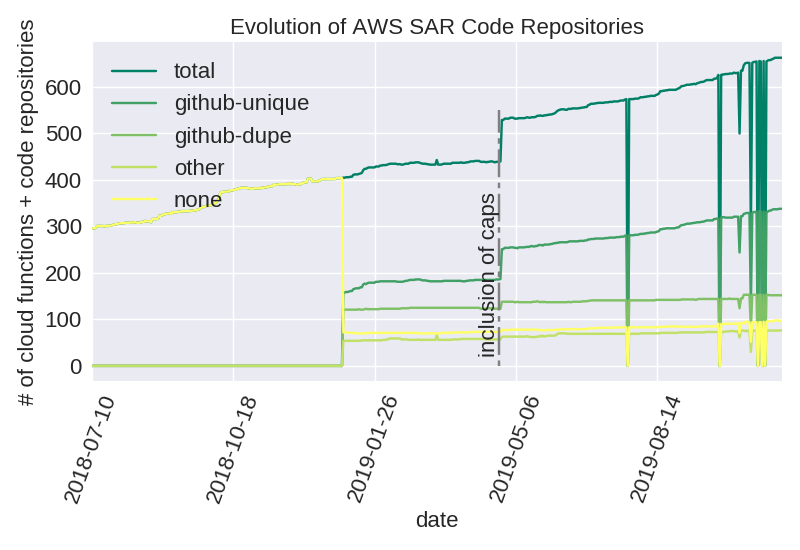 Evolution of AWS SAR Code Repositories
# of cloud functions + code repositories
600
500
400
300
200
100
0
total
github-unique
github-dupe
other
none
inclusion of caps
2018-07-10
2018-10-18
2019-01-26
2019-05-06
2019-08-14
date